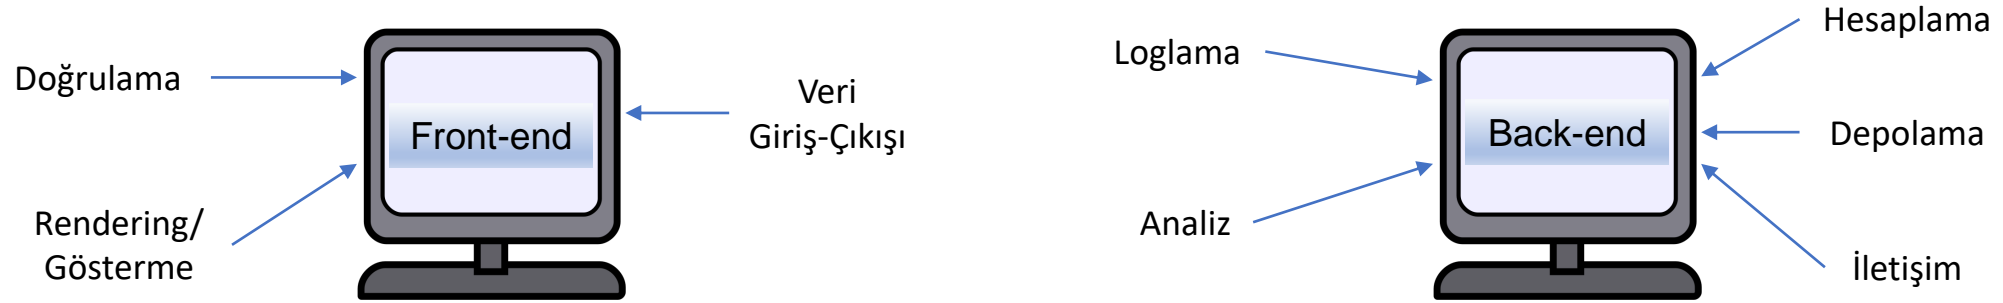 Doğrulama
Rendering/
Gösterme
Front-end
Veri
Giriş-Çıkışı
Loglama
Analiz
Back-end
Hesaplama
Depolama
İletişim